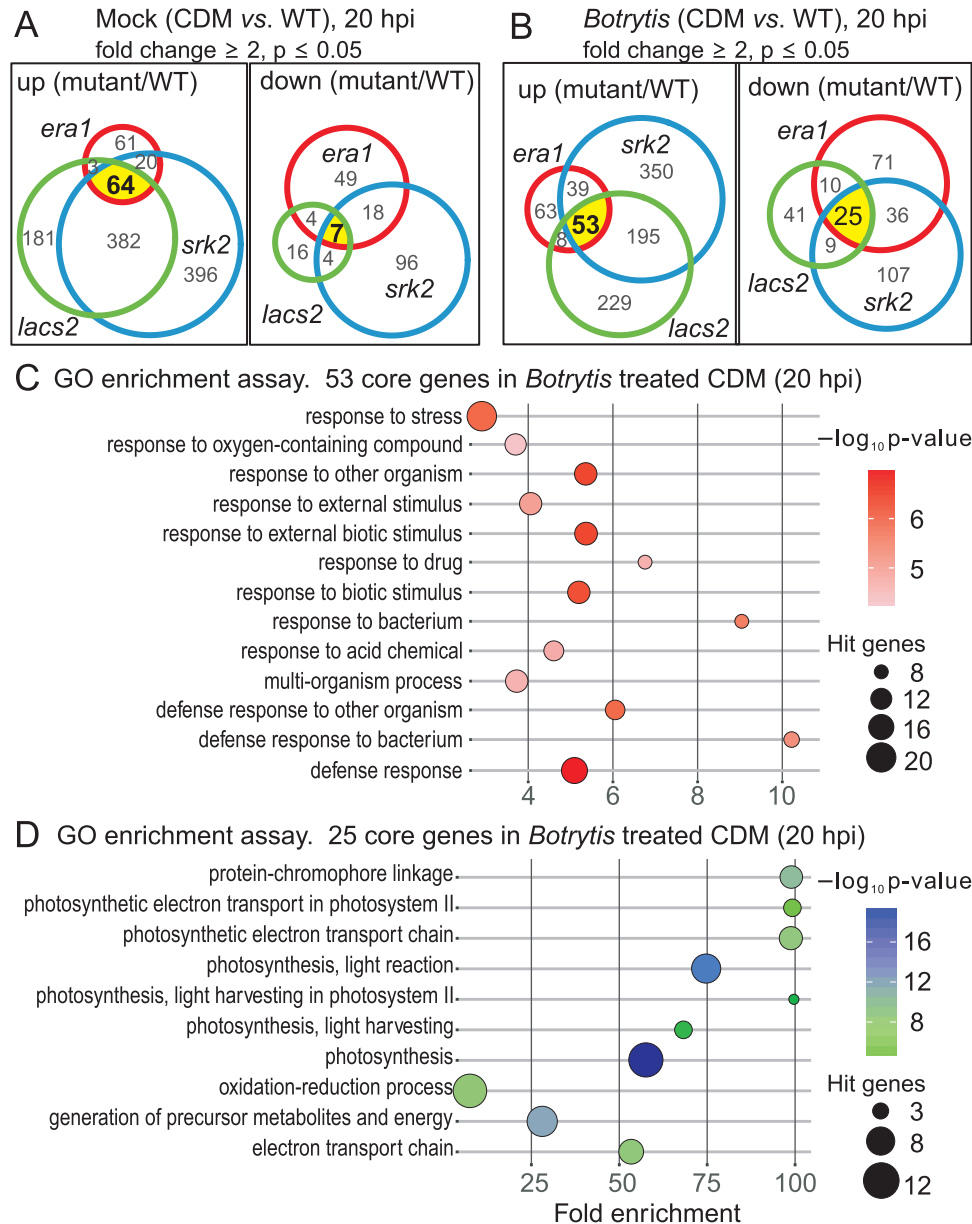 A Mock (CDM vs. WT), 20 hpi
fold change ≥ 2, p ≤ 0.05
up (mutant/WT)
era1
61
3
20
64
181
382
srk2
396
lacs2
down (mutant/WT)
era1
49
4
18
7
16
4
96
srk2
lacs2
B Botrytis (CDM vs. WT), 20 hpi
fold change ≥ 2, p ≤ 0.05
up (mutant/WT)
srk2
era1
350
39
63
53
8
195
229
lacs2
down (mutant/WT)
era1
71
10
41
25
36
9
lacs2
107
srk2
C GO enrichment assay. 53 core genes in Botrytis treated CDM (20 hpi)
response to stress
response to oxygen-containing compound
response to other organism
response to external stimulus
response to external biotic stimulus
response to drug
response to biotic stimulus
response to bacterium
response to acid chemical
multi-organism process
defense response to other organism
defense response to bacterium
defense response
4 6 8 10
−log₁₀ p-value
6
5
Hit genes
8
12
16
20
D GO enrichment assay. 25 core genes in Botrytis treated CDM (20 hpi)
protein-chromophore linkage
photosynthetic electron transport in photosystem II
photosynthetic electron transport chain
photosynthesis, light reaction
photosynthesis, light harvesting in photosystem II
photosynthesis, light harvesting
photosynthesis
oxidation-reduction process
generation of precursor metabolites and energy
electron transport chain
25 50 75 100
Fold enrichment
−log₁₀ p-value
16
12
8
Hit genes
3
8
12